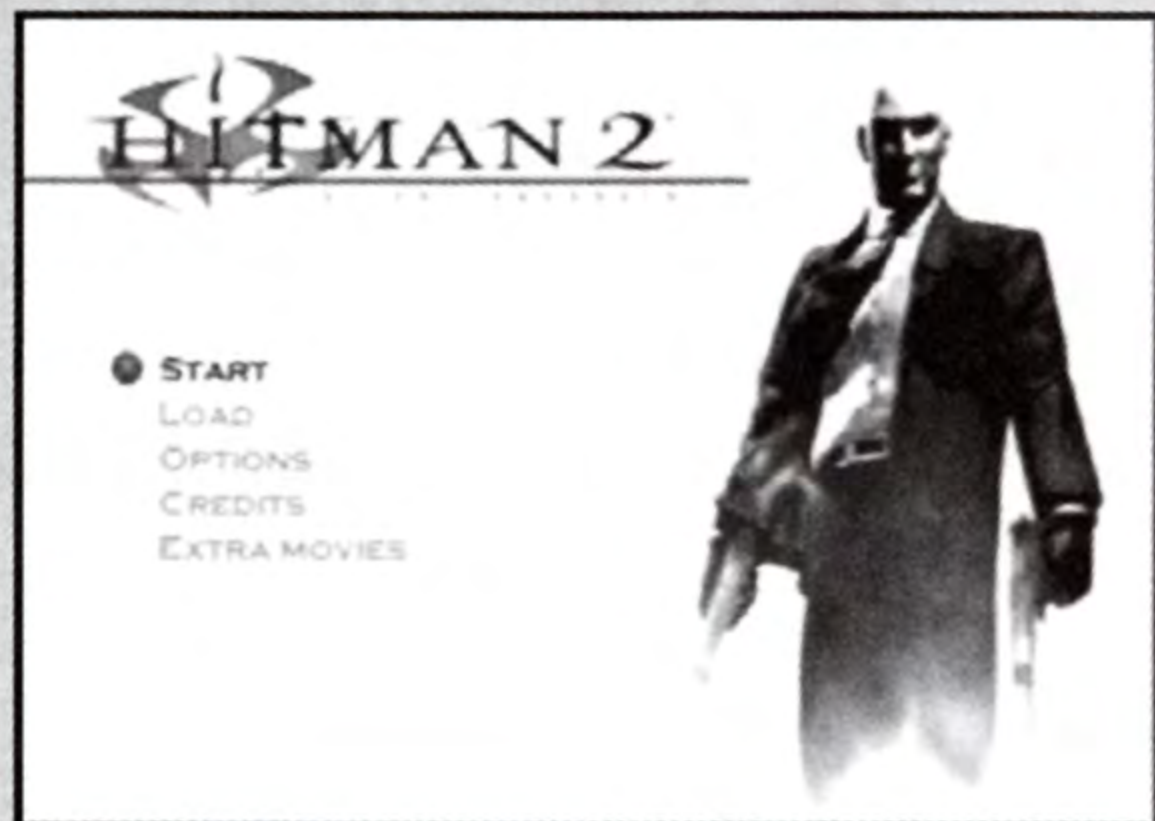 HITMAN 2
START
LOAD
OPTIONS
CREDITS
EXTRA MOVIES